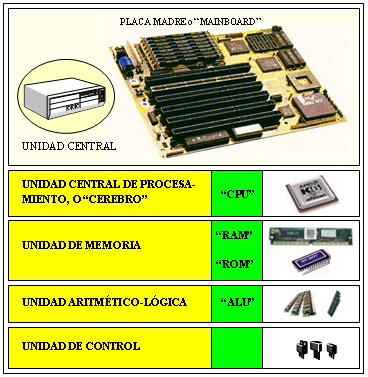 PLACA MADRE o "MAINBOARD"
UNIDAD CENTRAL
UNIDAD CENTRAL DE PROCESA-
MIENTO, O "CEREBRO"
"CPU"
UNIDAD DE MEMORIA
"RAM"
"ROM"
UNIDAD ARITMÉTICO-LÓGICA
"ALU"
UNIDAD DE CONTROL